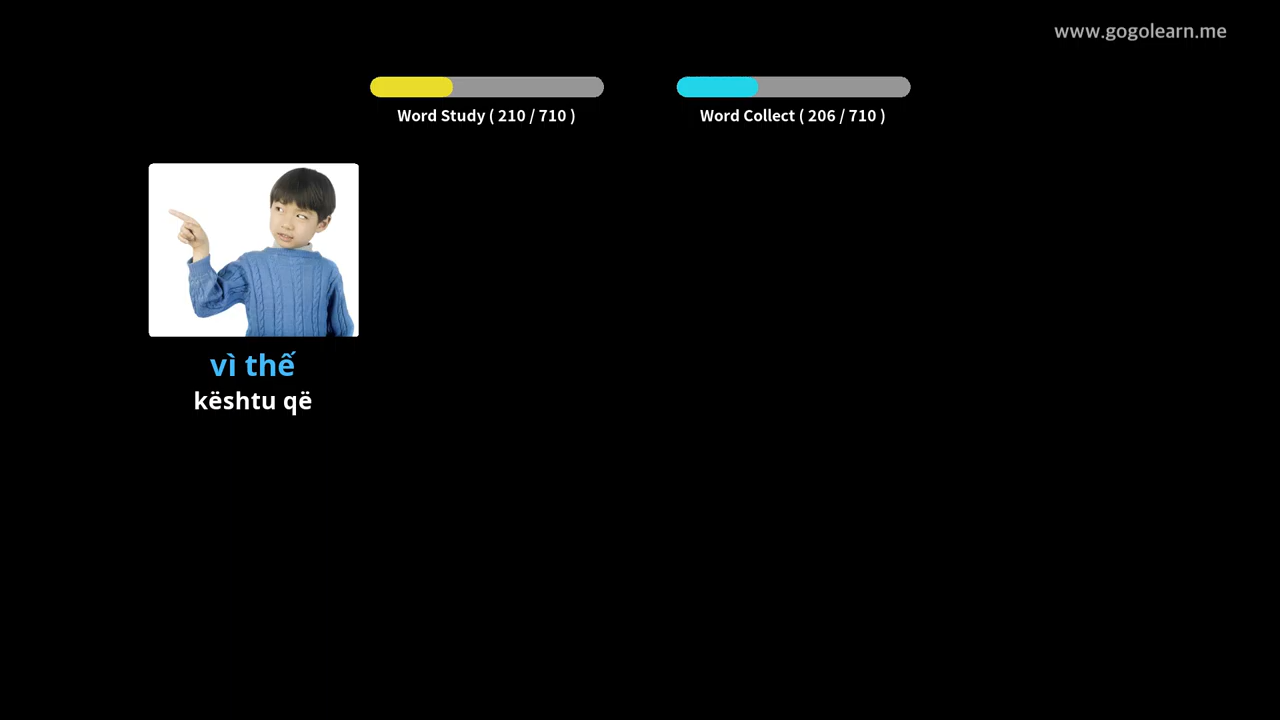 www.gogolearn.me
Word Study ( 210 / 710 )
Word Collect ( 206 / 710 )
vì thế
kështu që